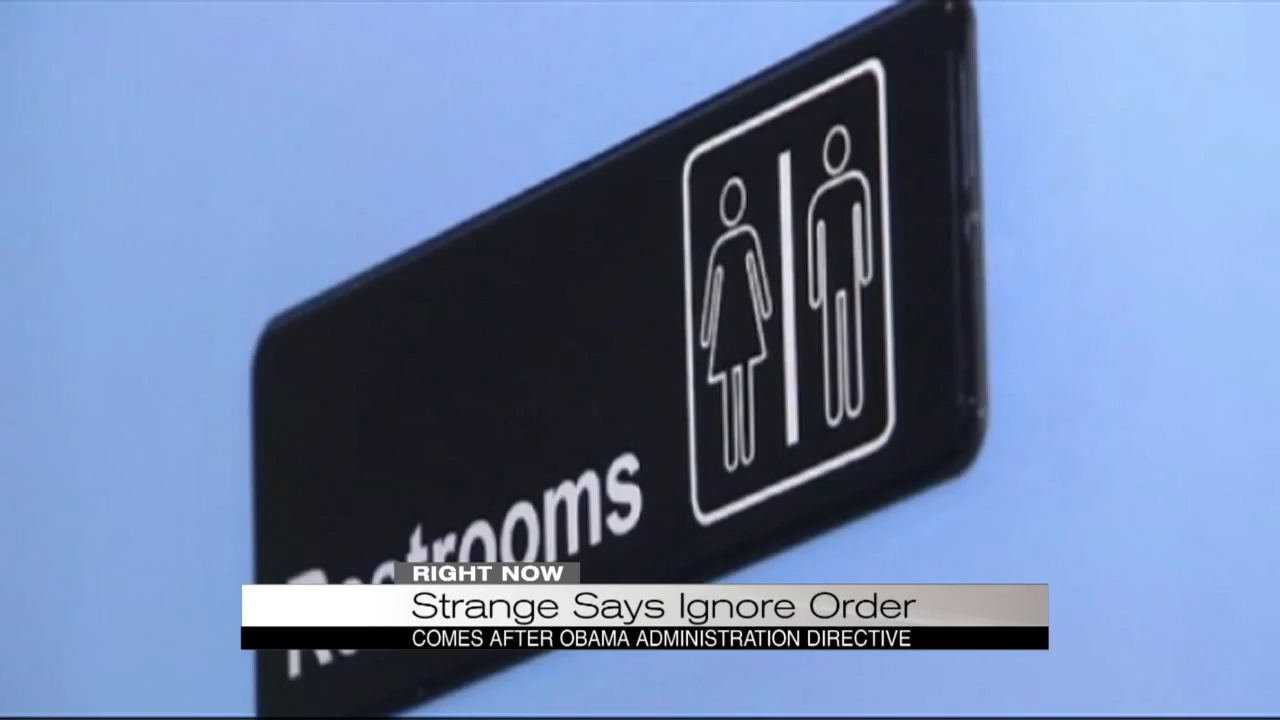 Restrooms
RIGHT NOW
Strange Says Ignore Order
COMES AFTER OBAMA ADMINISTRATION DIRECTIVE